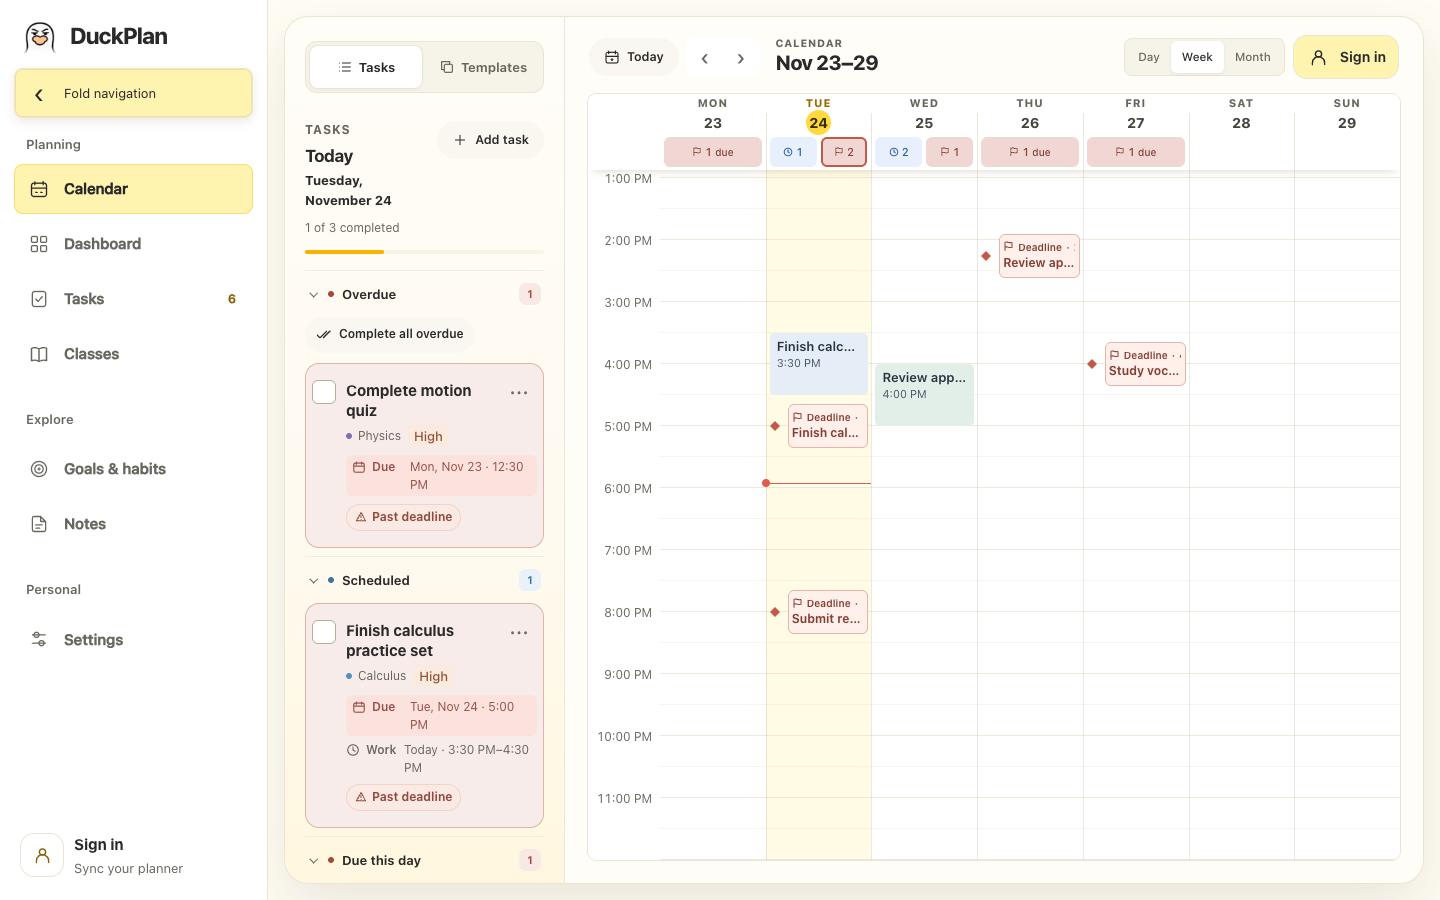 DuckPlan
Fold navigation
Planning
Calendar
Dashboard
Tasks 6
Classes
Explore
Goals & habits
Notes
Personal
Settings
Sign in
Sync your planner
Tasks
Templates
TASKS
Today
Tuesday,
November 24
Add task
1 of 3 completed
Overdue 1
Complete all overdue
Complete motion
quiz
Physics High
Due Mon, Nov 23 · 12:30
PM
Past deadline
Scheduled 1
Finish calculus
practice set
Calculus High
Due Tue, Nov 24 · 5:00
PM
Work Today · 3:30 PM–4:30
PM
Past deadline
Due this day 1
Today
CALENDAR
Nov 23–29
Day Week Month
Sign in
MON TUE WED THU FRI SAT SUN
23 24 25 26 27 28 29
1 due 1 2 2 1 1 due 1 due
1:00 PM
2:00 PM
3:00 PM
4:00 PM
5:00 PM
6:00 PM
7:00 PM
8:00 PM
9:00 PM
10:00 PM
11:00 PM
Finish calc...
3:30 PM
Deadline ·
Finish cal...
Deadline ·
Submit re...
Review app...
4:00 PM
Deadline ·
Review ap...
Deadline ·
Study voc...